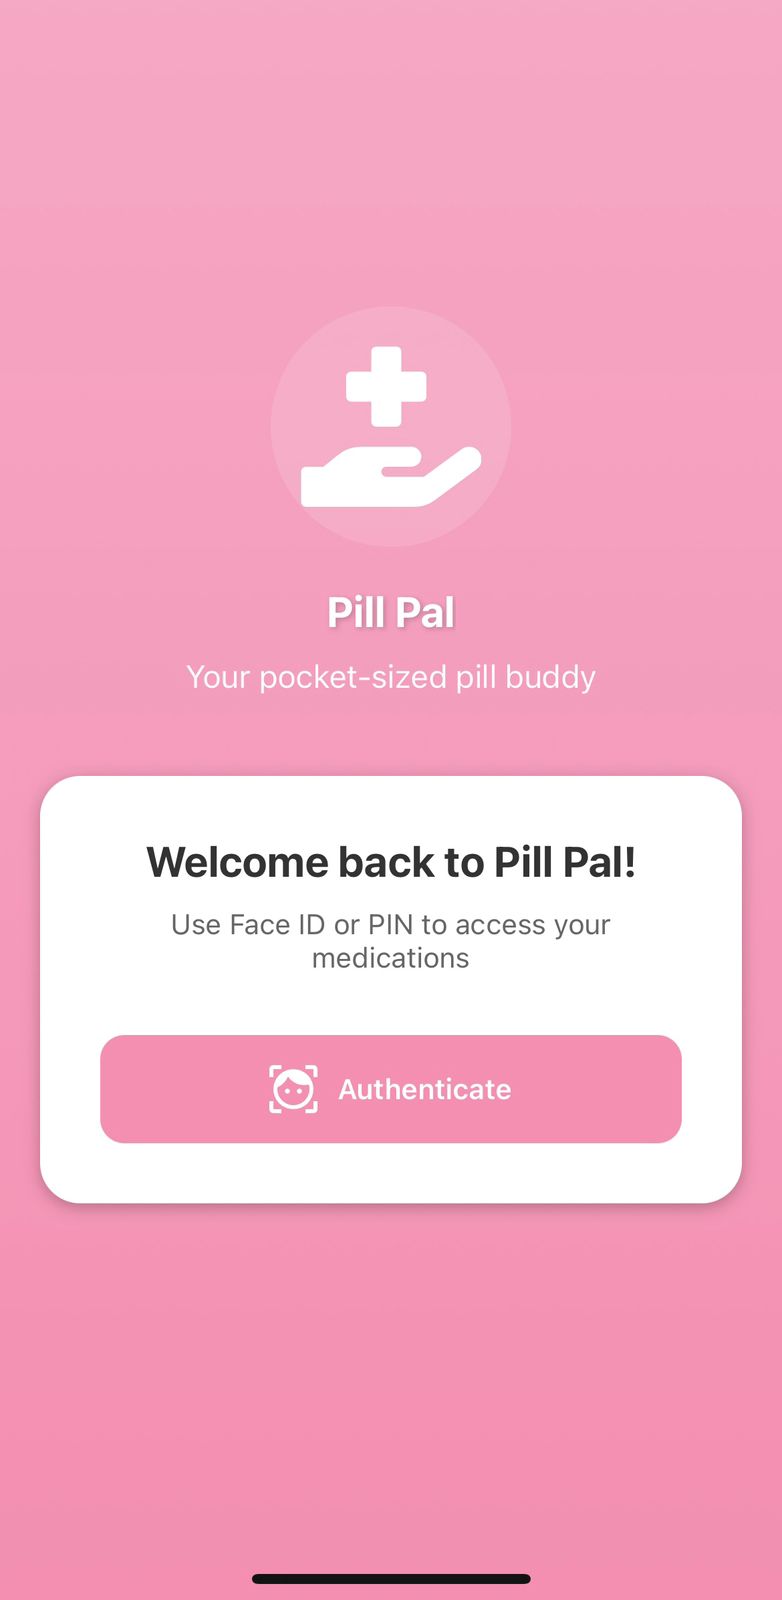 Pill Pal
Your pocket-sized pill buddy
Welcome back to Pill Pal!
Use Face ID or PIN to access your
medications
Authenticate